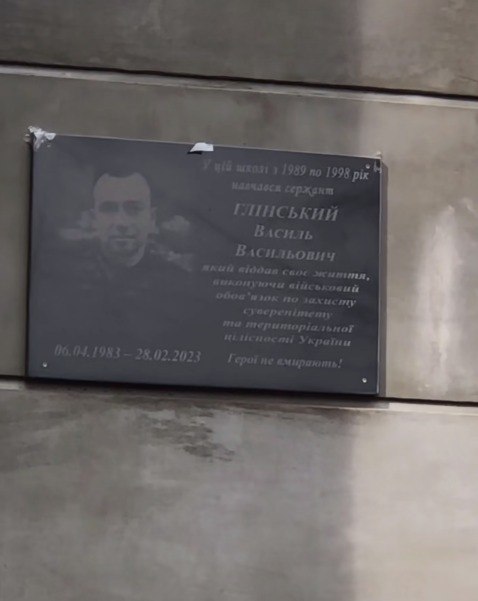 У цій школі з 1989 по 1998 рік
навчався сержант
ГЛІНСЬКИЙ
Василь
Васильович
який віддав своє життя,
виконуючи військовий
обов'язок по захисту
суверенітету
та територіальної
цілісності України
06.04.1983 – 28.02.2023
Герої не вмирають!